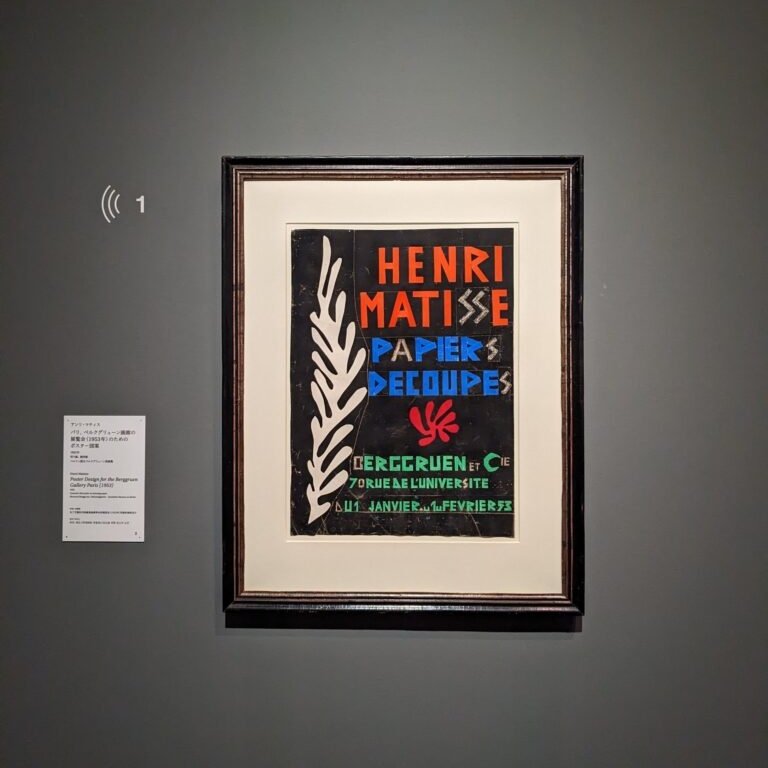 1
HENRI
MATISSE
PAPIERS
DECOUPES
BERGGRUEN ET CIE
70 RUE DE L'UNIVERSITE
DU 1 JANVIER AU 1 FEVRIER 53
アンリ・マティス
パリ、ベルクグリューン画廊の
展覧会(1953年)のための
ポスター図案
Henri Matisse
Poster Design for the Berggruen
Gallery Paris (1953)